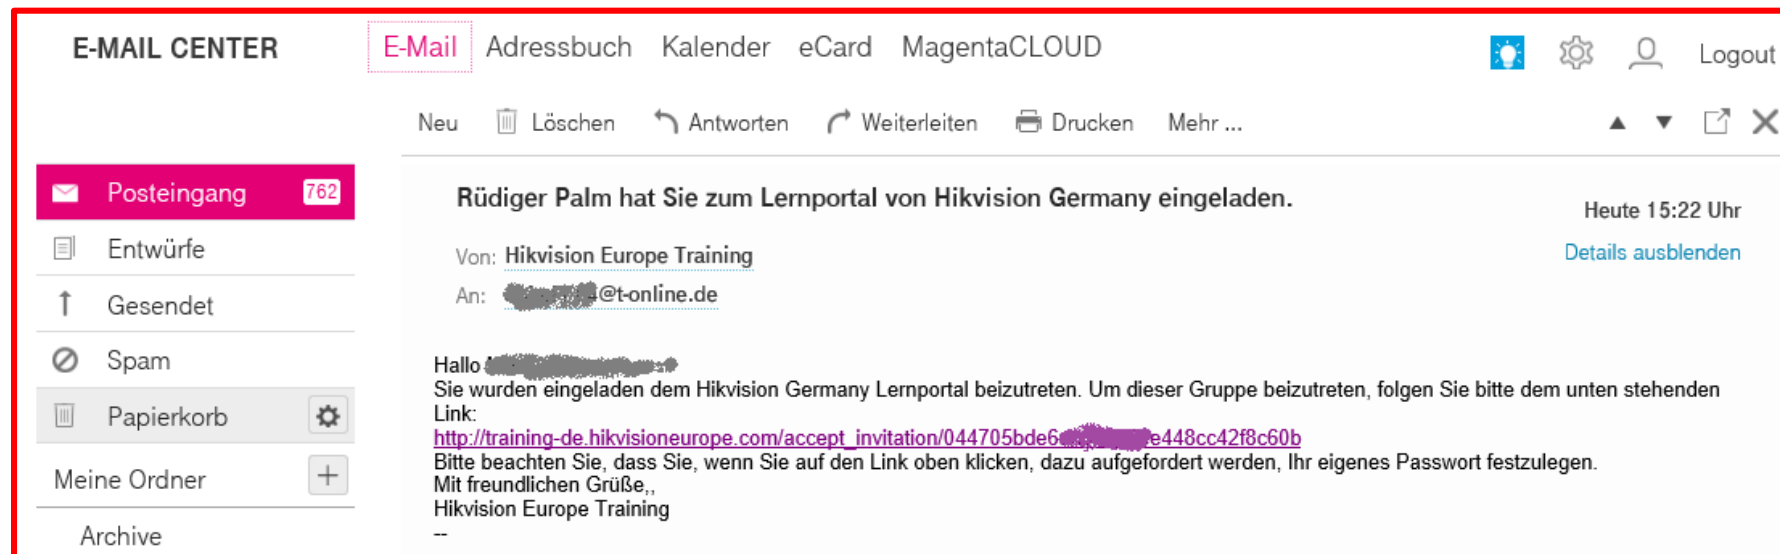 E-MAIL CENTER
E-Mail Adressbuch Kalender eCard MagentaCLOUD
Logout
Neu Löschen Antworten Weiterleiten Drucken Mehr ...
Posteingang 762
Entwürfe
Gesendet
Spam
Papierkorb
Meine Ordner
Archive
Rüdiger Palm hat Sie zum Lernportal von Hikvision Germany eingeladen.
Heute 15:22 Uhr
Von: Hikvision Europe Training
Details ausblenden
An: @t-online.de
Hallo
Sie wurden eingeladen dem Hikvision Germany Lernportal beizutreten. Um dieser Gruppe beizutreten, folgen Sie bitte dem unten stehenden
Link:
http://training-de.hikvisioneurope.com/accept_invitation/044705bde6 e448cc42f8c60b
Bitte beachten Sie, dass Sie, wenn Sie auf den Link oben klicken, dazu aufgefordert werden, Ihr eigenes Passwort festzulegen.
Mit freundlichen Grüße,,
Hikvision Europe Training
--